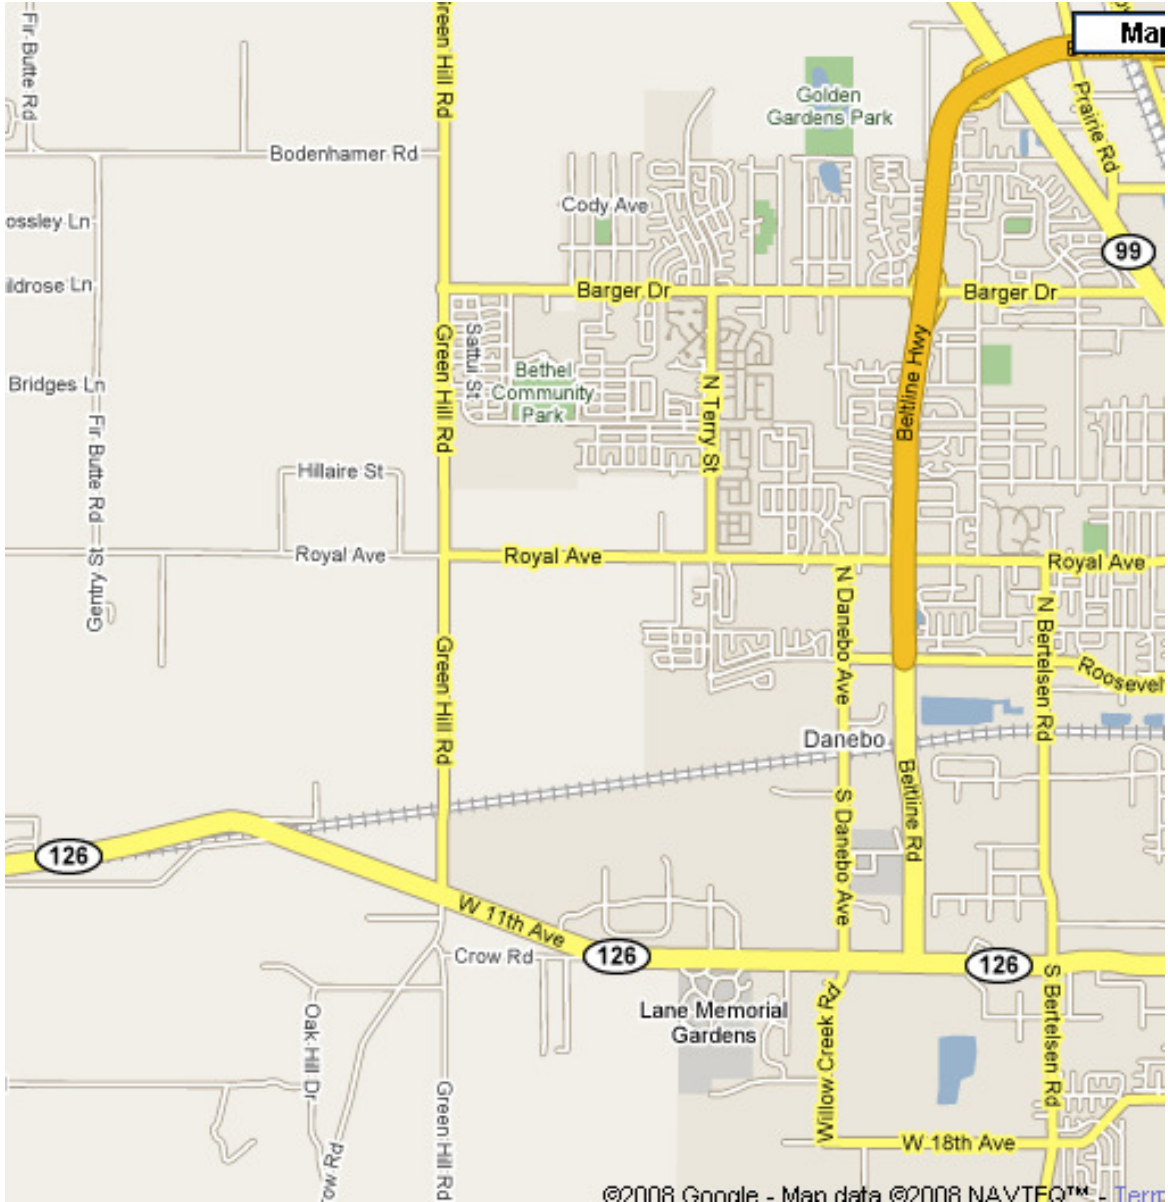 Fir Butte Rd
Green Hill Rd
Map
Golden
Gardens Park
Prairie Rd
Bodenhamer Rd
Cody Ave
ossley Ln
99
ildrose Ln
Barger Dr
Barger Dr
Green Hill Rd
Sattui St
Beltline Hwy
Bethel
Community
Park
Bridges Ln
N Terry St
Fir Butte Rd
Hillaire St
Royal Ave
Royal Ave
Royal Ave
Gently St
N Danebo Ave
N Bertelsen Rd
Green Hill Rd
Roosevel
Danebo
Beltline Rd
S Danebo Ave
126
W 11th Ave
Crow Rd
126
126
S Bertelsen Rd
Lane Memorial
Gardens
Willow Creek Rd
Oak Hill Dr
Green Hill Rd
ow Rd
W 18th Ave
©2008 Google - Map data ©2008 NAVTEQ™ - Term